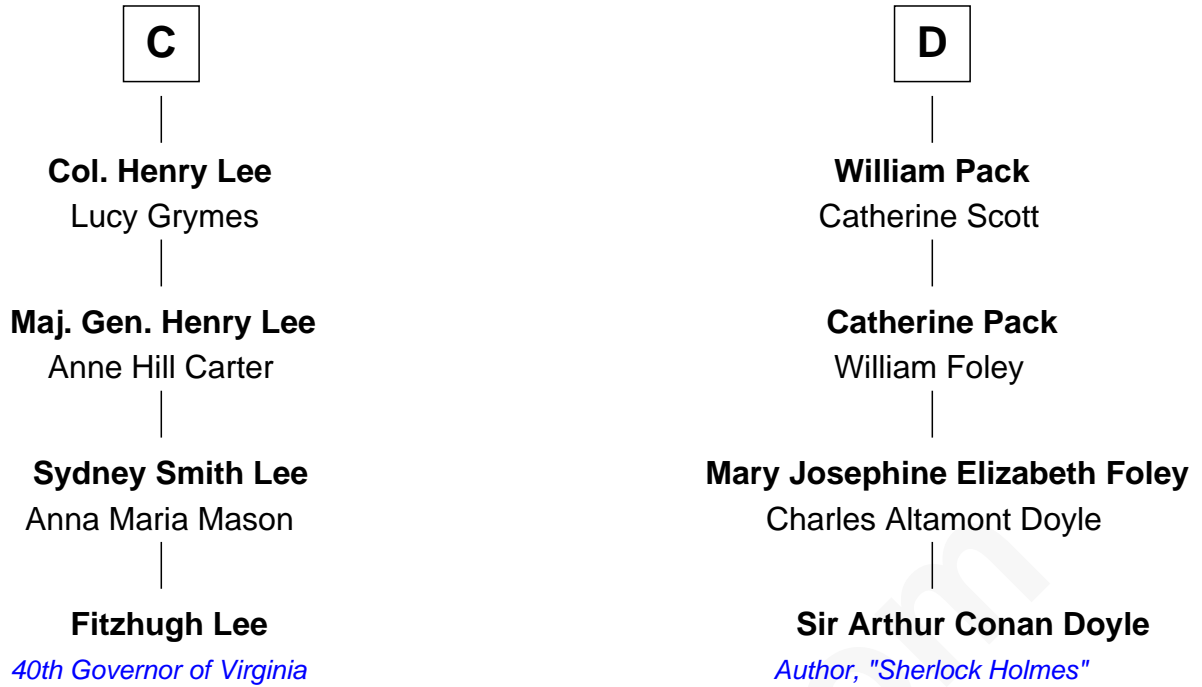 C
Col. Henry Lee
Lucy Grymes
Maj. Gen. Henry Lee
Anne Hill Carter
Sydney Smith Lee
Anna Maria Mason
Fitzhugh Lee
40th Governor of Virginia
D
William Pack
Catherine Scott
Catherine Pack
William Foley
Mary Josephine Elizabeth Foley
Charles Altamont Doyle
Sir Arthur Conan Doyle
Author, "Sherlock Holmes"